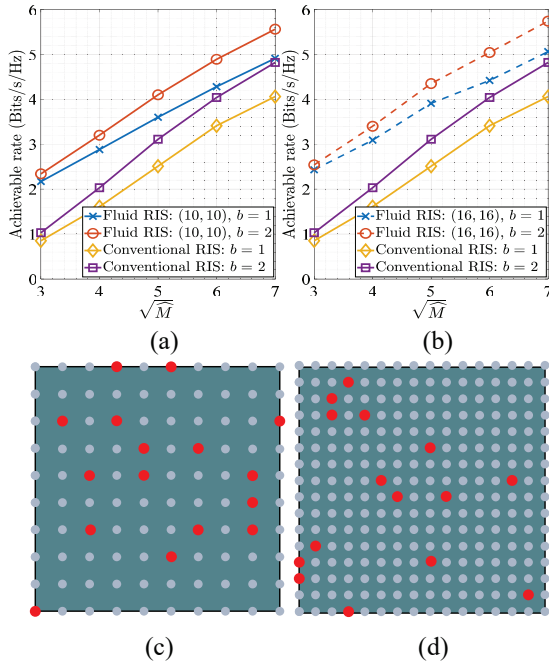 6
5
4
3
2
1
0
Achievable rate (Bits/s/Hz)
Fluid RIS: (10, 10), b = 1
Fluid RIS: (10, 10), b = 2
Conventional RIS: b = 1
Conventional RIS: b = 2
3 4 5 6 7
√M̂
(a)
6
5
4
3
2
1
0
Achievable rate (Bits/s/Hz)
Fluid RIS: (16, 16), b = 1
Fluid RIS: (16, 16), b = 2
Conventional RIS: b = 1
Conventional RIS: b = 2
3 4 5 6 7
√M̂
(b)
(c)
(d)